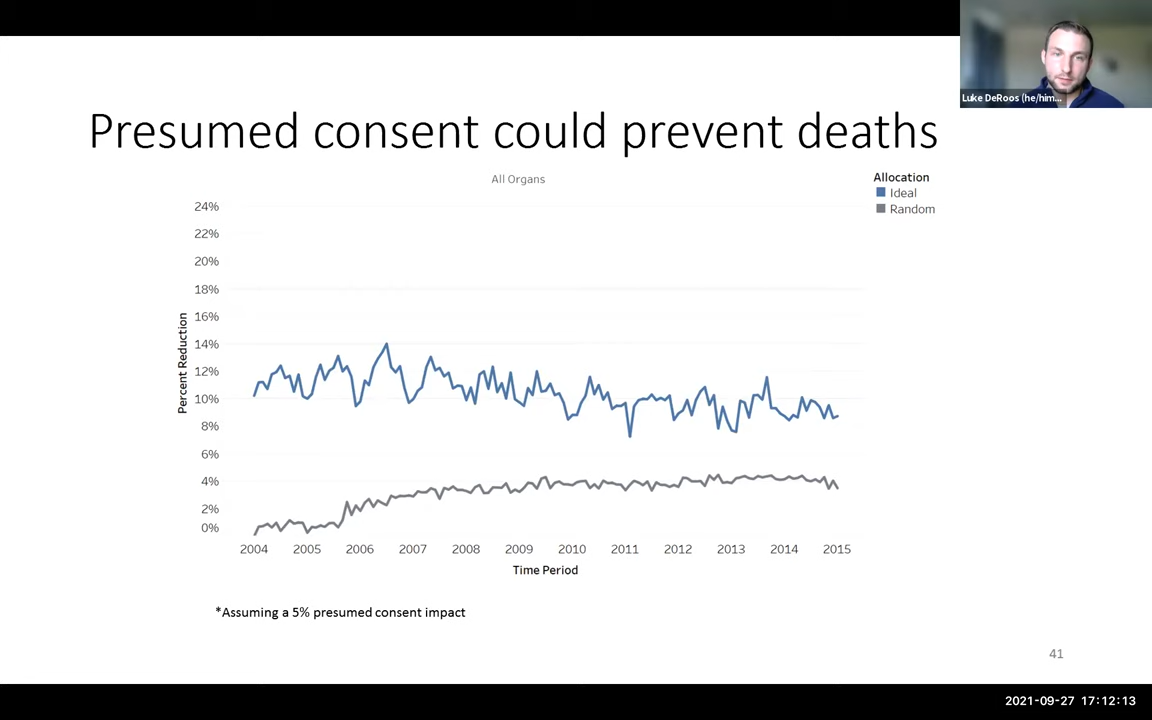 Luke DeRoos (he/him...
Presumed consent could prevent deaths
All Organs
Allocation
Ideal
Random
24%
22%
20%
18%
16%
14%
12%
10%
8%
6%
4%
2%
0%
Percent Reduction
2004 2005 2006 2007 2008 2009 2010 2011 2012 2013 2014 2015
Time Period
*Assuming a 5% presumed consent impact
41
2021-09-27 17:12:13